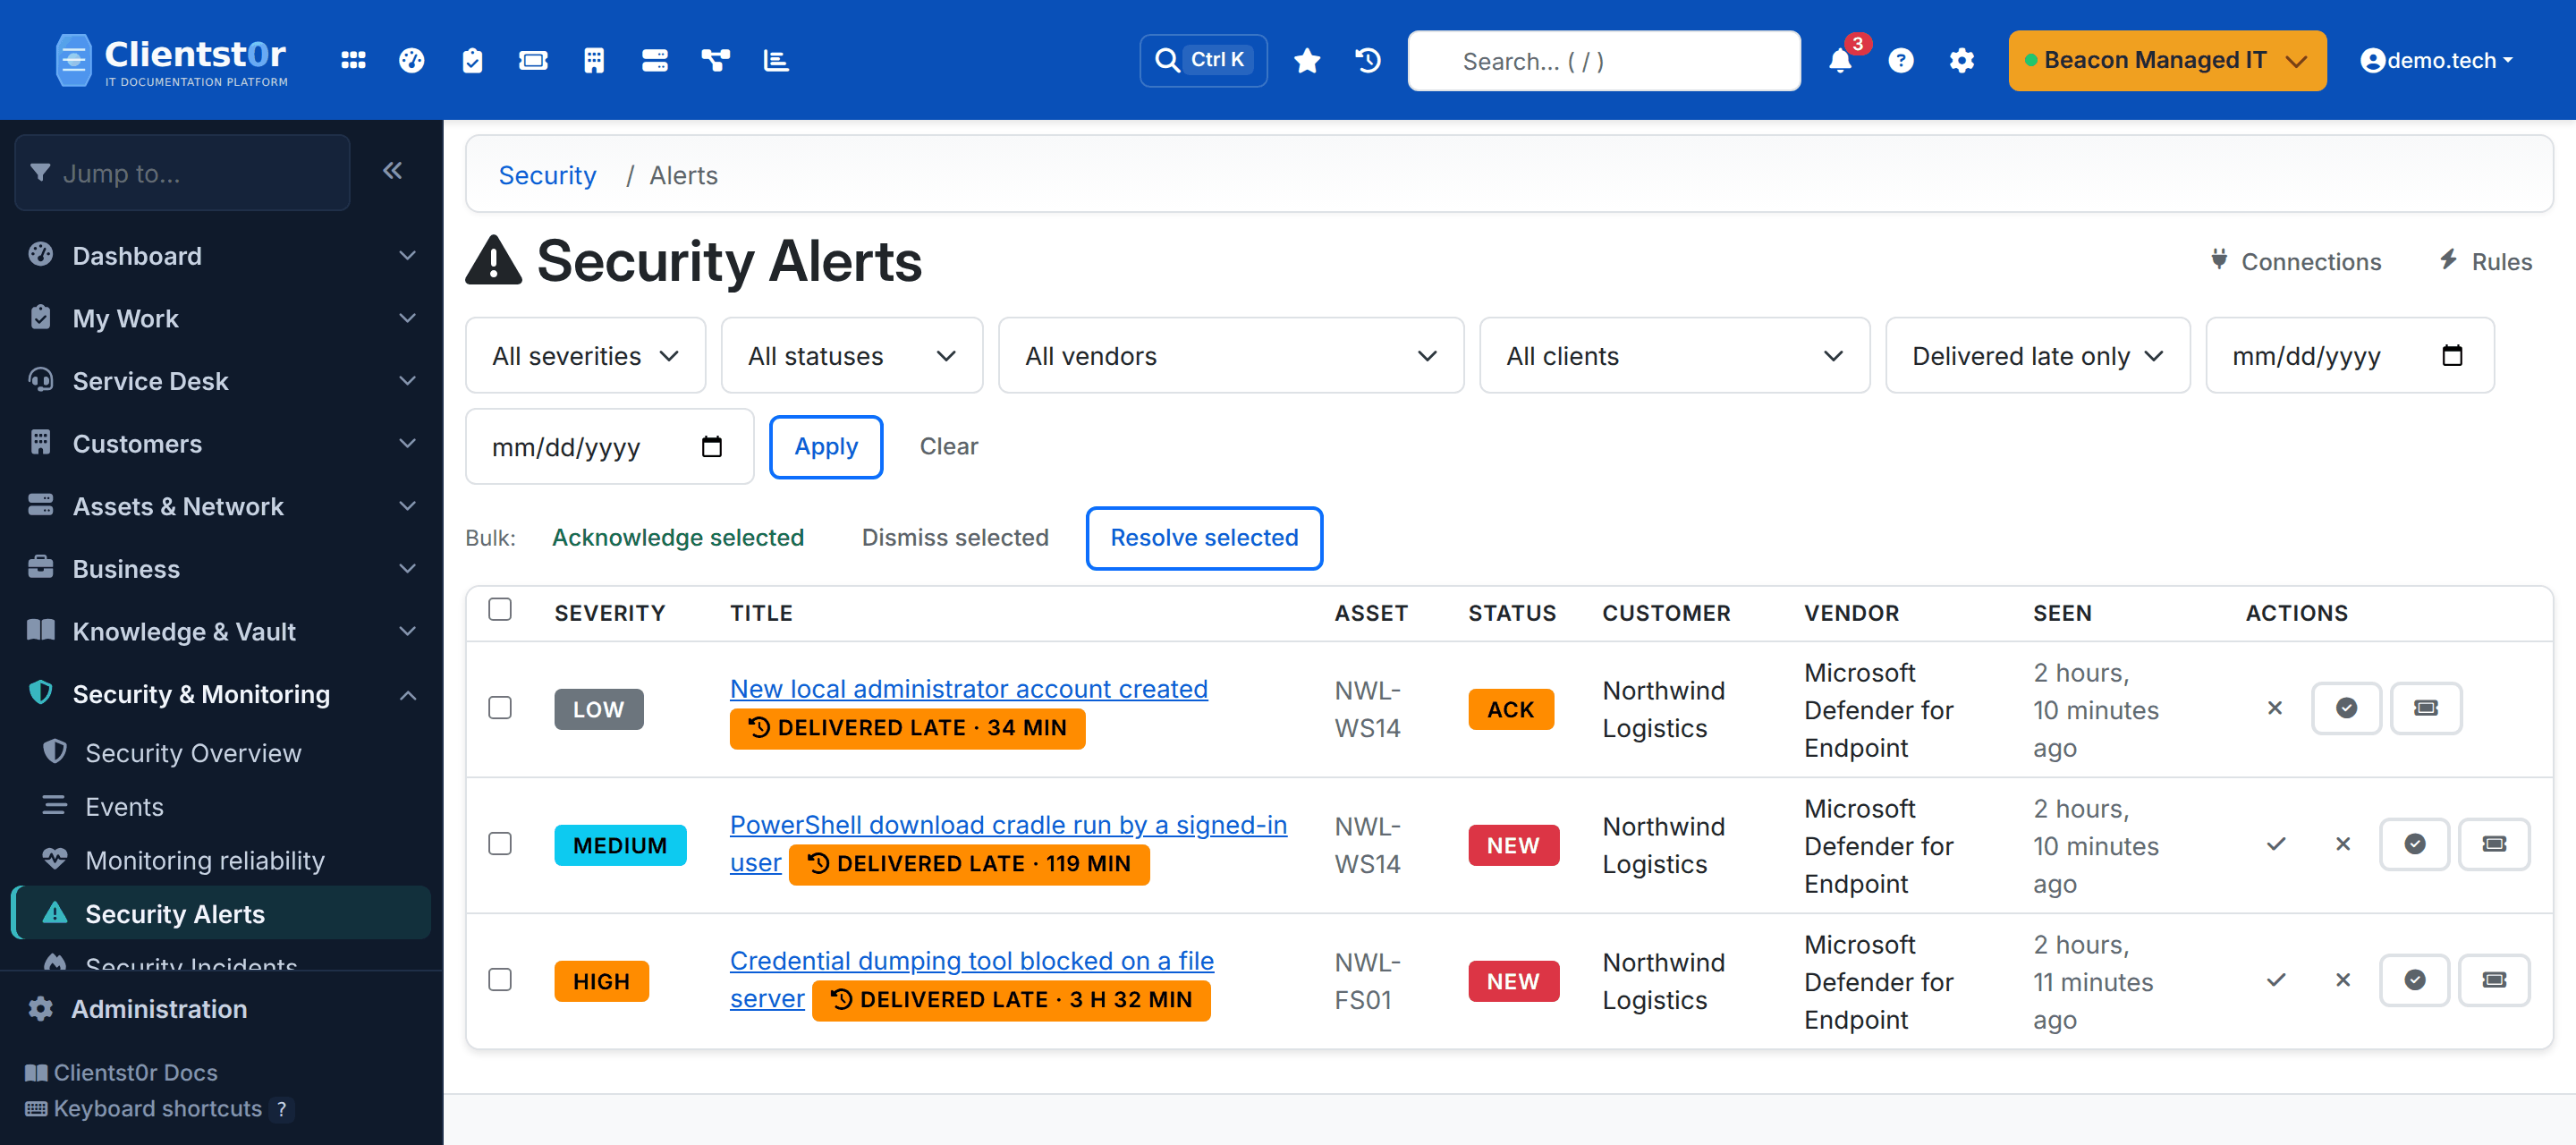 Clientst0r
IT DOCUMENTATION PLATFORM
Ctrl K
Search... ( / )
3
?
Beacon Managed IT
demo.tech
Jump to...
Dashboard
My Work
Service Desk
Customers
Assets & Network
Business
Knowledge & Vault
Security & Monitoring
Security Overview
Events
Monitoring reliability
Security Alerts
Security Incidents
Administration
Clientst0r Docs
Keyboard shortcuts ?
Security / Alerts
Security Alerts
Connections
Rules
All severities
All statuses
All vendors
All clients
Delivered late only
mm/dd/yyyy
mm/dd/yyyy
Apply
Clear
Bulk:
Acknowledge selected
Dismiss selected
Resolve selected
SEVERITY TITLE ASSET STATUS CUSTOMER VENDOR SEEN ACTIONS
LOW
New local administrator account created
DELIVERED LATE · 34 MIN
NWL-
WS14
ACK
Northwind
Logistics
Microsoft
Defender for
Endpoint
2 hours,
10 minutes
ago
MEDIUM
PowerShell download cradle run by a signed-in
user DELIVERED LATE · 119 MIN
NWL-
WS14
NEW
Northwind
Logistics
Microsoft
Defender for
Endpoint
2 hours,
10 minutes
ago
HIGH
Credential dumping tool blocked on a file
server DELIVERED LATE · 3 H 32 MIN
NWL-
FS01
NEW
Northwind
Logistics
Microsoft
Defender for
Endpoint
2 hours,
11 minutes
ago